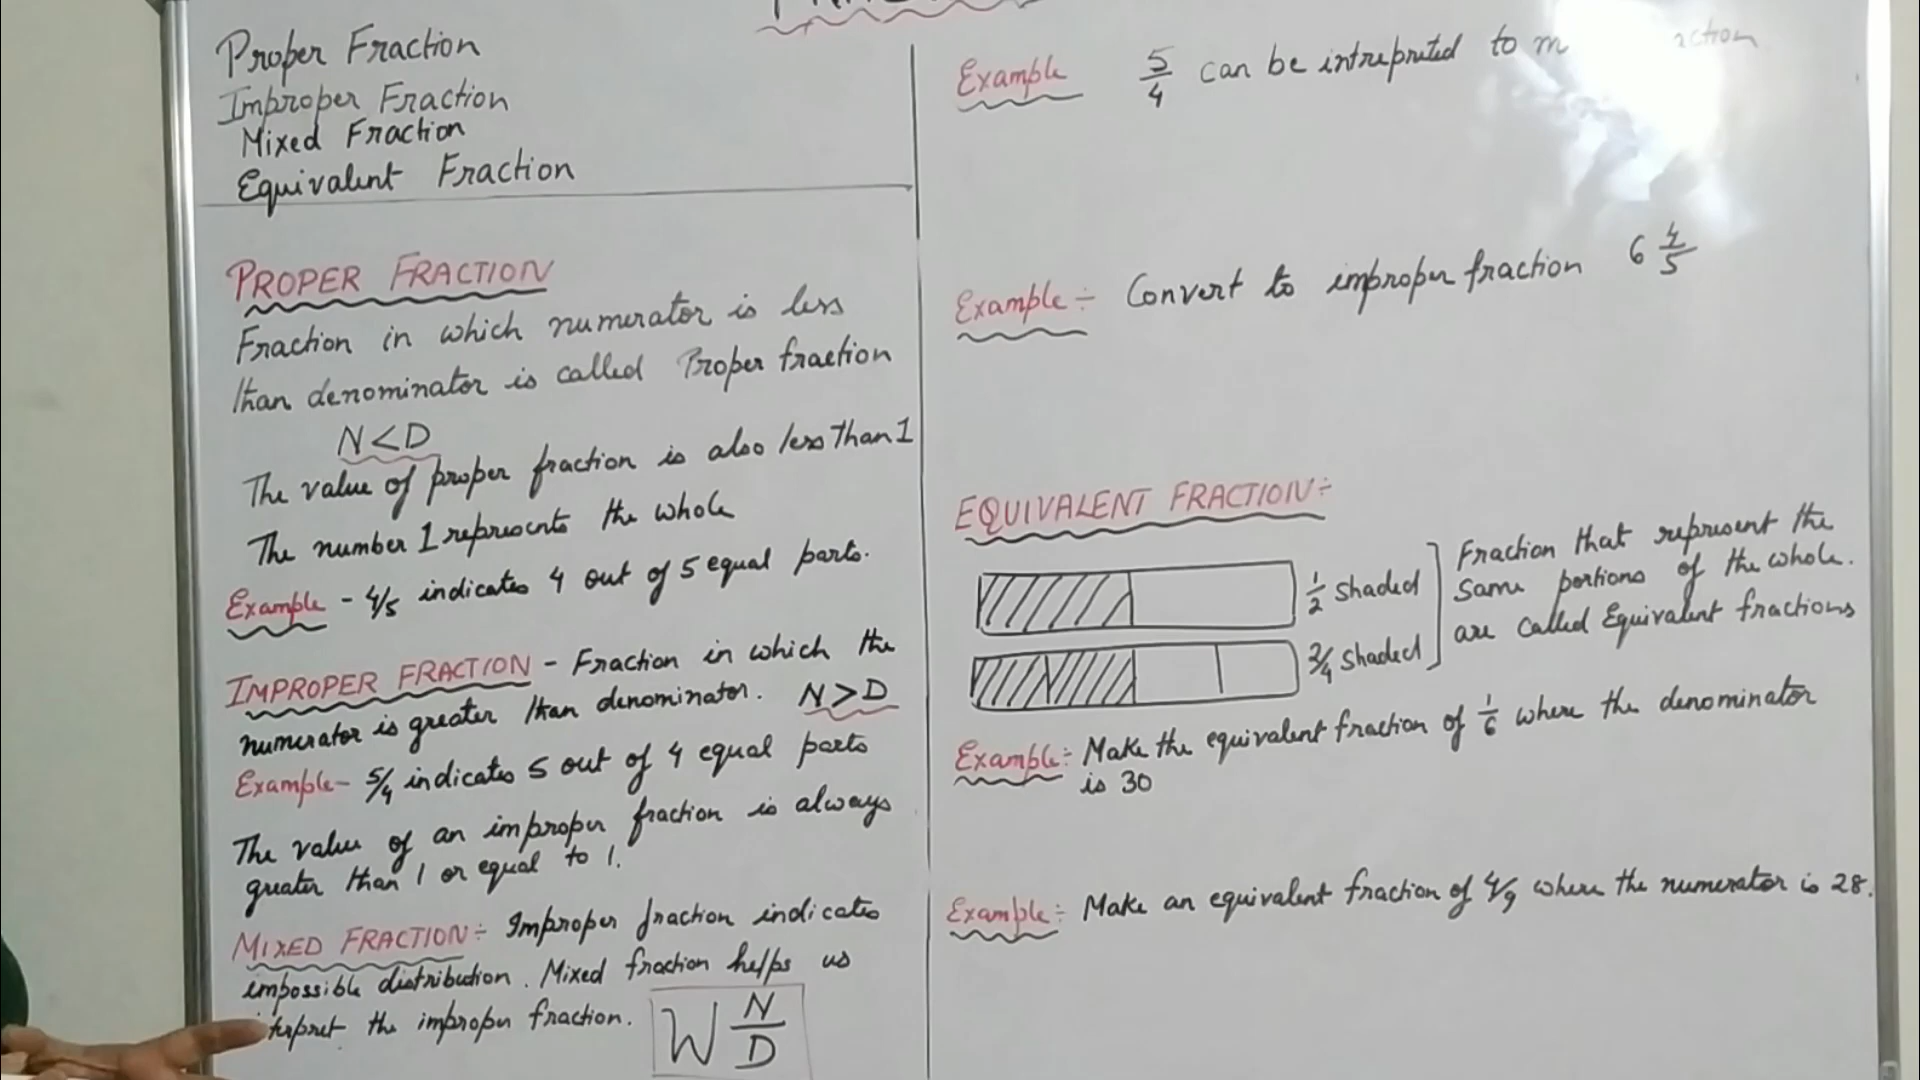 Proper Fraction
Improper Fraction
Mixed Fraction
Equivalent Fraction
PROPER FRACTION
Fraction in which numerator is less
than denominator is called Proper fraction
N<D
The value of proper fraction is also less than 1
The number 1 represents the whole
Example - 4/5 indicates 4 out of 5 equal parts.
IMPROPER FRACTION - Fraction in which the
numerator is greater than denominator. N>D
Example- 5/4 indicates 5 out of 4 equal parts
The value of an improper fraction is always
greater than 1 or equal to 1.
MIXED FRACTION:- Improper fraction indicates
impossible distribution. Mixed fraction helps us
the improper fraction.
W N/D
Example 5/4 can be intrepreted to
Example:- Convert to improper fraction 6 4/5
EQUIVALENT FRACTION:-
1/2 shaded
2/4 shaded
Fraction that represent the
same portions of the whole.
are called Equivalent fractions
Example:- Make the equivalent fraction of 1/6 where the denominator
is 30
Example:- Make an equivalent fraction of 4/9 where the numerator is 28.